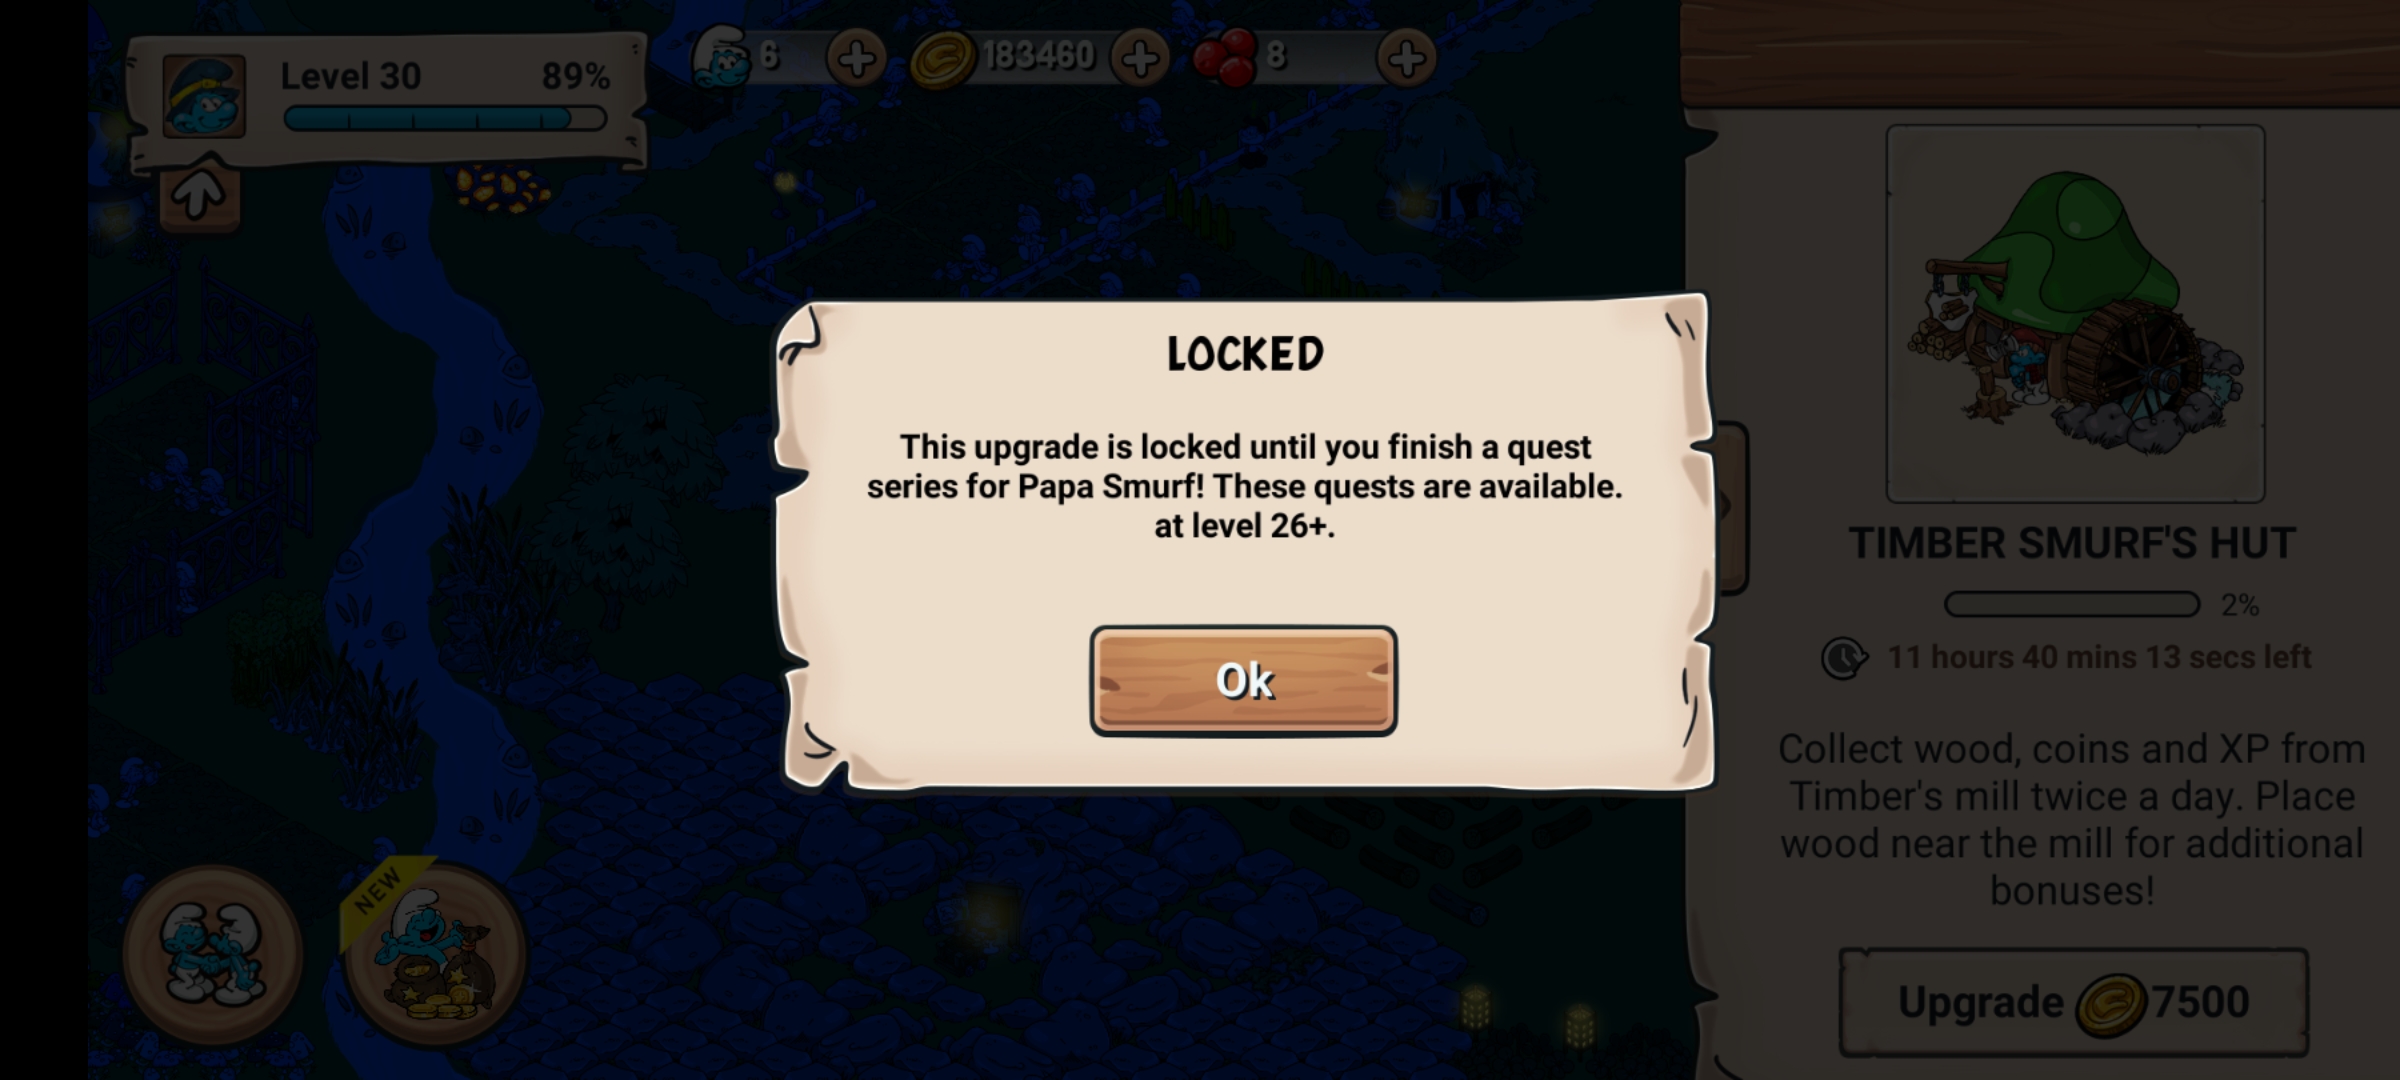 Level 30 89%
6
183460
8
LOCKED
This upgrade is locked until you finish a quest
series for Papa Smurf! These quests are available.
at level 26+.
Ok
TIMBER SMURF'S HUT
2%
11 hours 40 mins 13 secs left
Collect wood, coins and XP from
Timber's mill twice a day. Place
wood near the mill for additional
bonuses!
Upgrade 7500
NEW